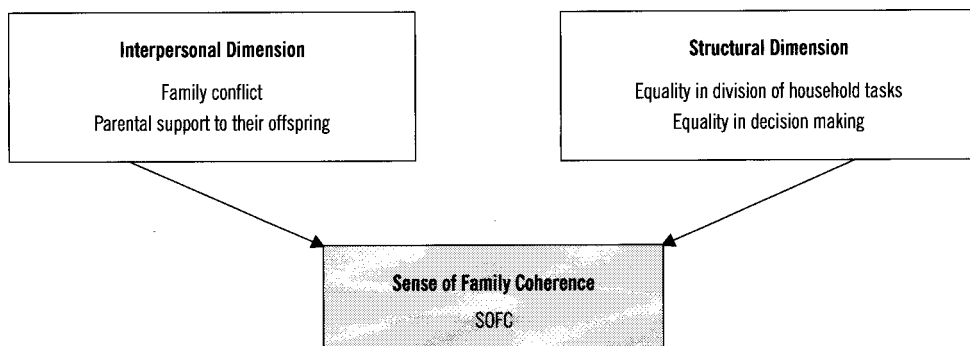 Interpersonal Dimension
Family conflict
Parental support to their offspring
Structural Dimension
Equality in division of household tasks
Equality in decision making
Sense of Family Coherence
SOFC